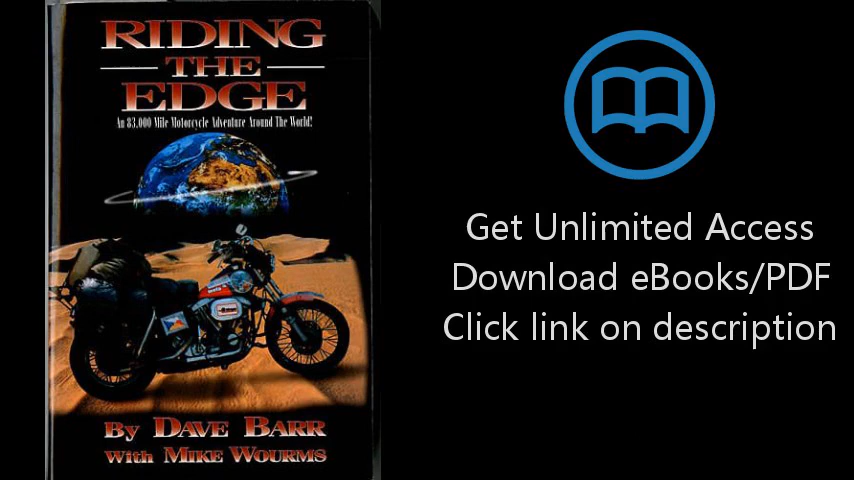 RIDING
THE
EDGE
An 83,000 Mile Motorcycle Adventure Around The World!
By DAVE BARR
With MIKE WOURMS
Get Unlimited Access
Download eBooks/PDF
Click link on description